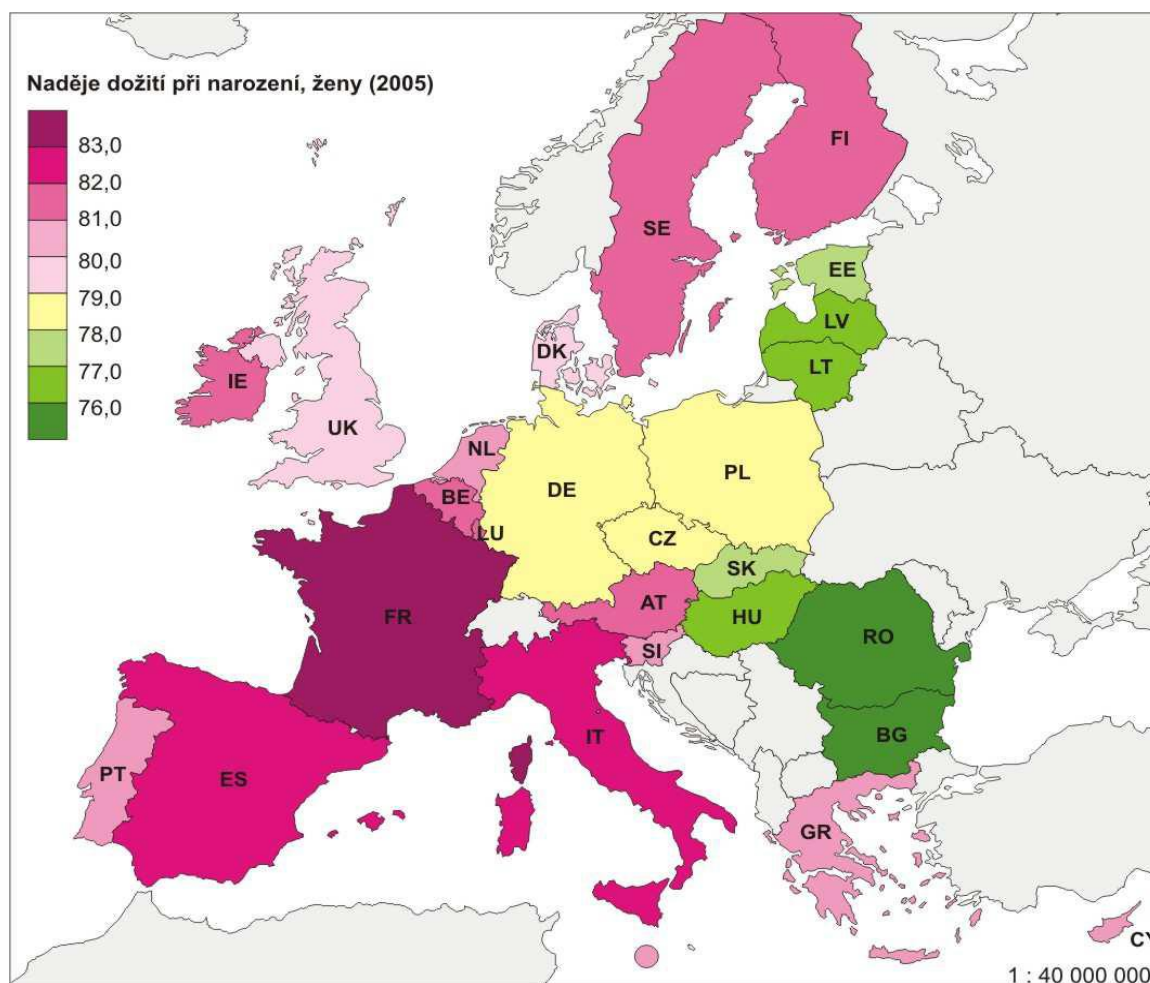 Naděje dožití při narození, ženy (2005)
83,0
82,0
81,0
80,0
79,0
78,0
77,0
76,0
FI
SE
EE
LV
LT
DK
IE
UK
NL
BE
LU
DE
PL
CZ
SK
AT
HU
SI
RO
FR
IT
BG
PT
ES
GR
CY
1 : 40 000 000